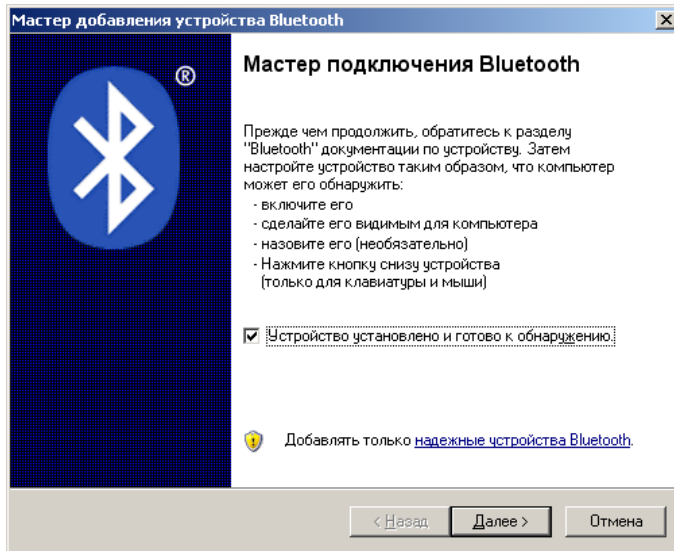 Мастер добавления устройства Bluetooth
®
Мастер подключения Bluetooth
Прежде чем продолжить, обратитесь к разделу
"Bluetooth" документации по устройству. Затем
настройте устройство таким образом, что компьютер
может его обнаружить:
- включите его
- сделайте его видимым для компьютера
- назовите его (необязательно)
- Нажмите кнопку снизу устройства
(только для клавиатуры и мыши)
Устройство установлено и готово к обнаружению.
Добавлять только надежные устройства Bluetooth.
< Назад Далее > Отмена